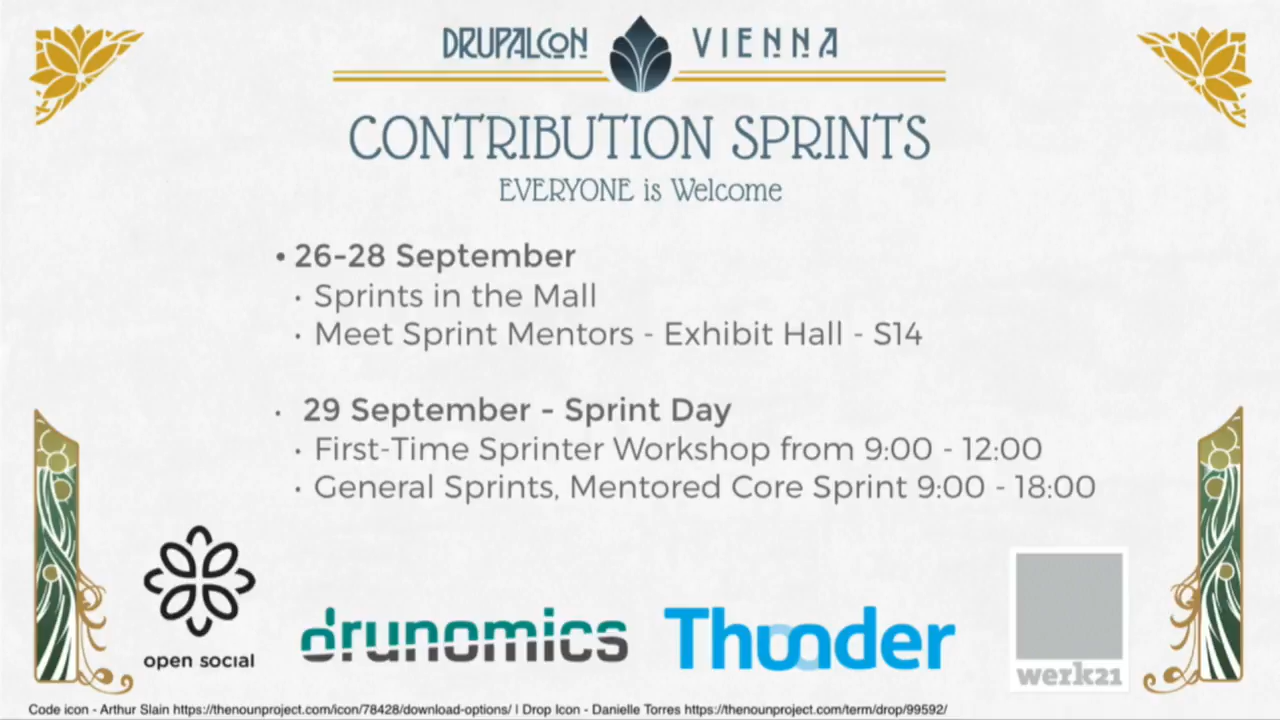 DRUPALCON VIENNA
CONTRIBUTION SPRINTS
EVERYONE is Welcome
• 26-28 September
• Sprints in the Mall
• Meet Sprint Mentors - Exhibit Hall - S14
• 29 September - Sprint Day
• First-Time Sprinter Workshop from 9:00 - 12:00
• General Sprints, Mentored Core Sprint 9:00 - 18:00
open social
drunomics
Thunder
werk21
Code icon - Arthur Slain https://thenounproject.com/icon/78428/download-options/ | Drop Icon - Danielle Torres https://thenounproject.com/term/drop/99592/